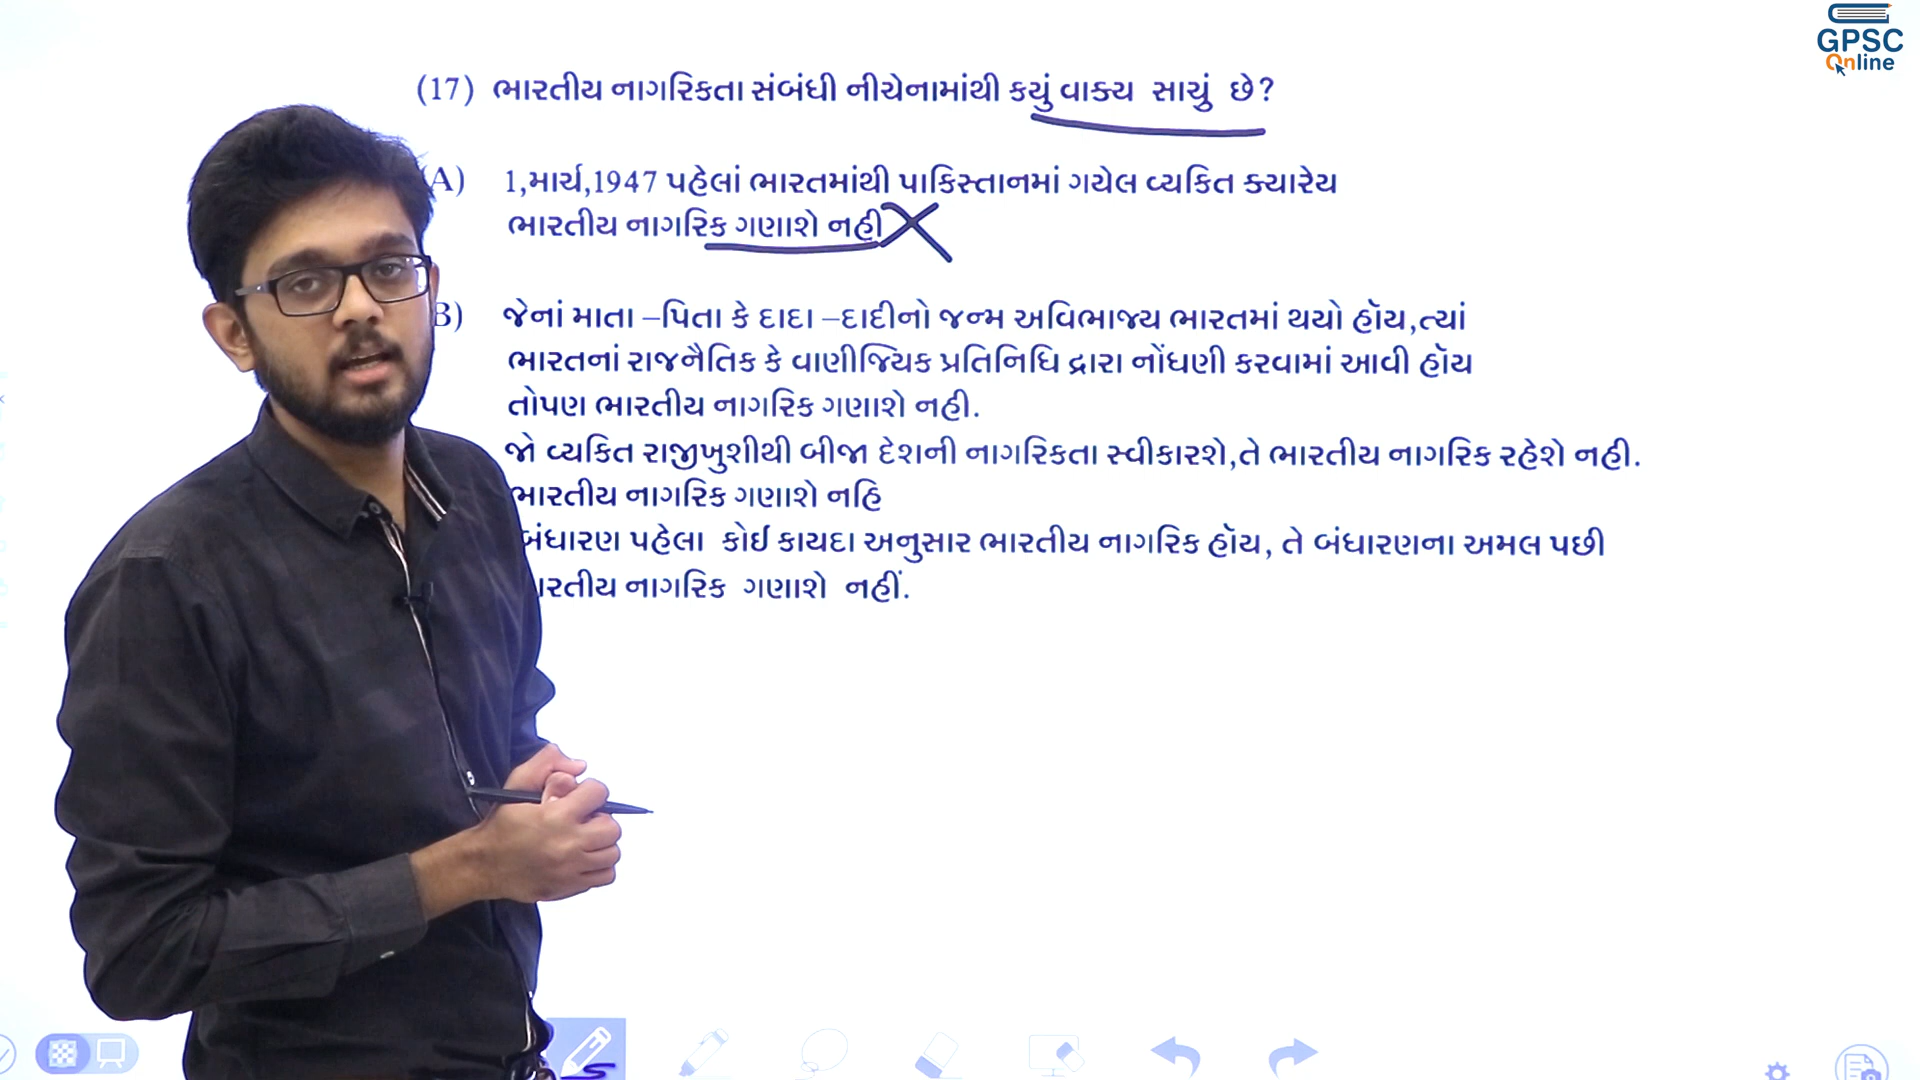 GPSC
Online
(17) ભારતીય નાગરિકતા સંબંધી નીચેનામાંથી કયું વાક્ય સાચું છે?
A) 1,માર્ચ,1947 પહેલાં ભારતમાંથી પાકિસ્તાનમાં ગયેલ વ્યકિત ક્યારેય
ભારતીય નાગરિક ગણાશે નહી
B) જેનાં માતા –પિતા કે દાદા –દાદીનો જન્મ અવિભાજ્ય ભારતમાં થયો હૉય,ત્યાં
ભારતનાં રાજનૈતિક કે વાણીજ્યિક પ્રતિનિધિ દ્રારા નોંધણી કરવામાં આવી હૉય
તોપણ ભારતીય નાગરિક ગણાશે નહી.
જો વ્યકિત રાજીખુશીથી બીજા દેશની નાગરિકતા સ્વીકારશે,તે ભારતીય નાગરિક રહેશે નહી.
ભારતીય નાગરિક ગણાશે નહિ
બંધારણ પહેલા કોઈ કાયદા અનુસાર ભારતીય નાગરિક હૉય, તે બંધારણના અમલ પછી
નાગરિક ગણાશે નહીં.